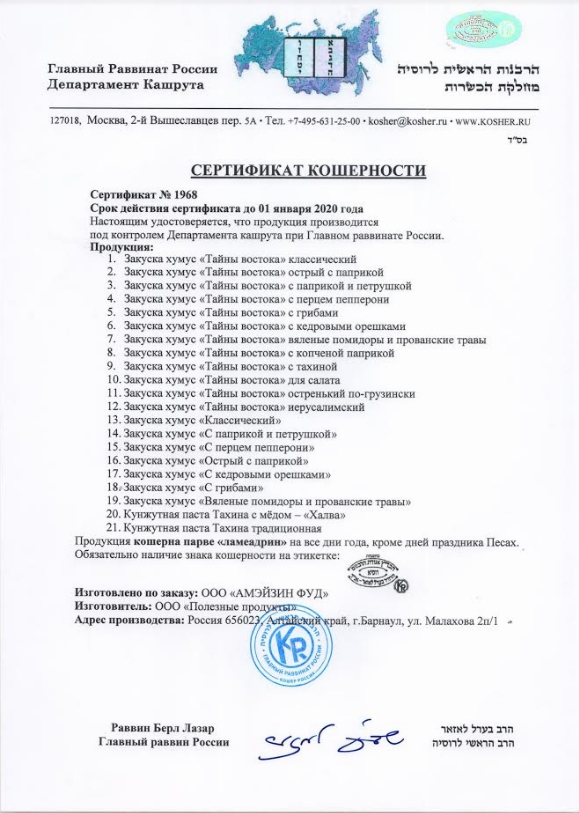 Главный Раввинат России
Департамент Кашрута
הרבנות הראשית לרוסיה
מחלקת הכשרות
127018, Москва, 2-й Вышеславцев пер. 5А • Тел. +7-495-631-25-00 • kosher@kosher.ru • WWW.KOSHER.RU
בס"ד
СЕРТИФИКАТ КОШЕРНОСТИ
Сертификат № 1968
Срок действия сертификата до 01 января 2020 года
Настоящим удостоверяется, что продукция производится
под контролем Департамента кашрута при Главном раввинате России.
Продукция:
1. Закуска хумус «Тайны востока» классический
2. Закуска хумус «Тайны востока» острый с паприкой
3. Закуска хумус «Тайны востока» с паприкой и петрушкой
4. Закуска хумус «Тайны востока» с перцем пепперони
5. Закуска хумус «Тайны востока» с грибами
6. Закуска хумус «Тайны востока» с кедровыми орешками
7. Закуска хумус «Тайны востока» вяленые помидоры и прованские травы
8. Закуска хумус «Тайны востока» с копченой паприкой
9. Закуска хумус «Тайны востока» с тахиной
10. Закуска хумус «Тайны востока» для салата
11. Закуска хумус «Тайны востока» остренький по-грузински
12. Закуска хумус «Тайны востока» иерусалимский
13. Закуска хумус «Классический»
14. Закуска хумус «С паприкой и петрушкой»
15. Закуска хумус «С перцем пепперони»
16. Закуска хумус «Острый с паприкой»
17. Закуска хумус «С кедровыми орешками»
18. Закуска хумус «С грибами»
19. Закуска хумус «Вяленые помидоры и прованские травы»
20. Кунжутная паста Тахина с мёдом – «Халва»
21. Кунжутная паста Тахина традиционная
Продукция кошерна парве «ламеадрин» на все дни года, кроме дней праздника Песах.
Обязательно наличие знака кошерности на этикетке:
Изготовлено по заказу: ООО «АМЭЙЗИН ФУД»
Изготовитель: ООО «Полезные продукты»
Адрес производства: Россия 656023, Алтайский край, г.Барнаул, ул. Малахова 2п/1
ГЛАВНЫЙ РАВВИНАТ РОССИИ
КОШЕР КОНТРОЛЬ
Раввин Берл Лазар
Главный раввин России
הרב בערל לאזאר
הרב הראשי לרוסיה